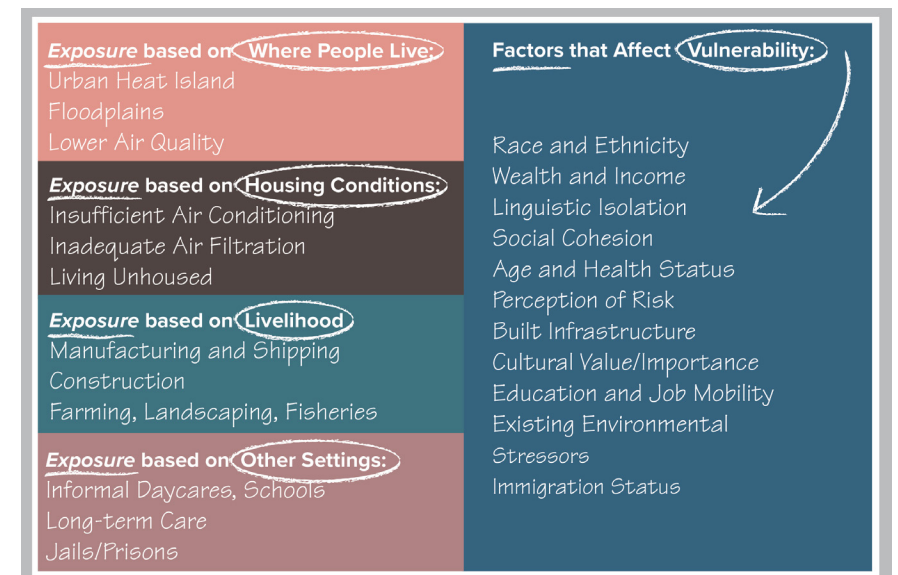 Exposure based on Where People Live:
Urban Heat Island
Floodplains
Lower Air Quality
Exposure based on Housing Conditions:
Insufficient Air Conditioning
Inadequate Air Filtration
Living Unhoused
Exposure based on Livelihood
Manufacturing and Shipping
Construction
Farming, Landscaping, Fisheries
Exposure based on Other Settings:
Informal Daycares, Schools
Long-term Care
Jails/Prisons
Factors that Affect Vulnerability:
Race and Ethnicity
Wealth and Income
Linguistic Isolation
Social Cohesion
Age and Health Status
Perception of Risk
Built Infrastructure
Cultural Value/Importance
Education and Job Mobility
Existing Environmental
Stressors
Immigration Status